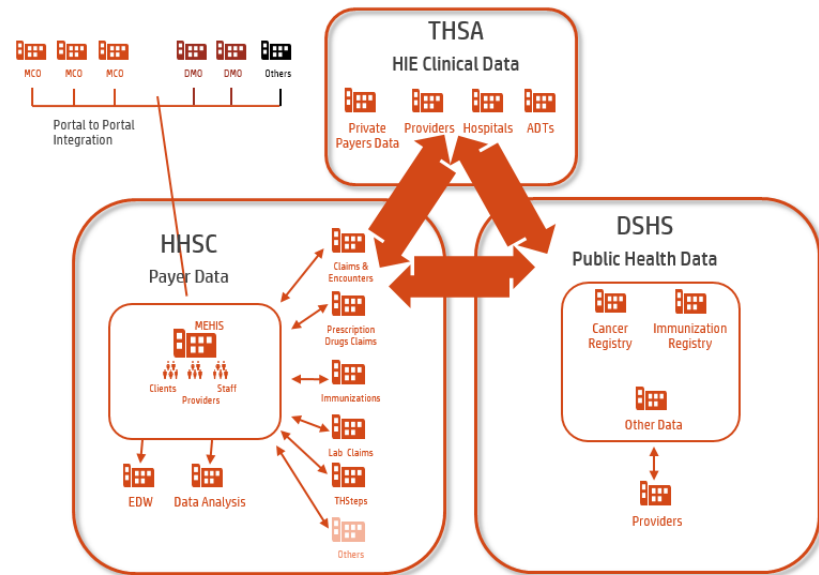 THSA
HIE Clinical Data
Private
Payers Data
Providers
Hospitals
ADTs
MCO
MCO
MCO
DMO
DMO
Others
Portal to Portal
Integration
HHSC
Payer Data
MEHIS
Clients
Staff
Providers
EDW
Data Analysis
Claims &
Encounters
Prescription
Drugs Claims
Immunizations
Lab Claims
THSteps
Others
DSHS
Public Health Data
Cancer
Registry
Immunization
Registry
Other Data
Providers